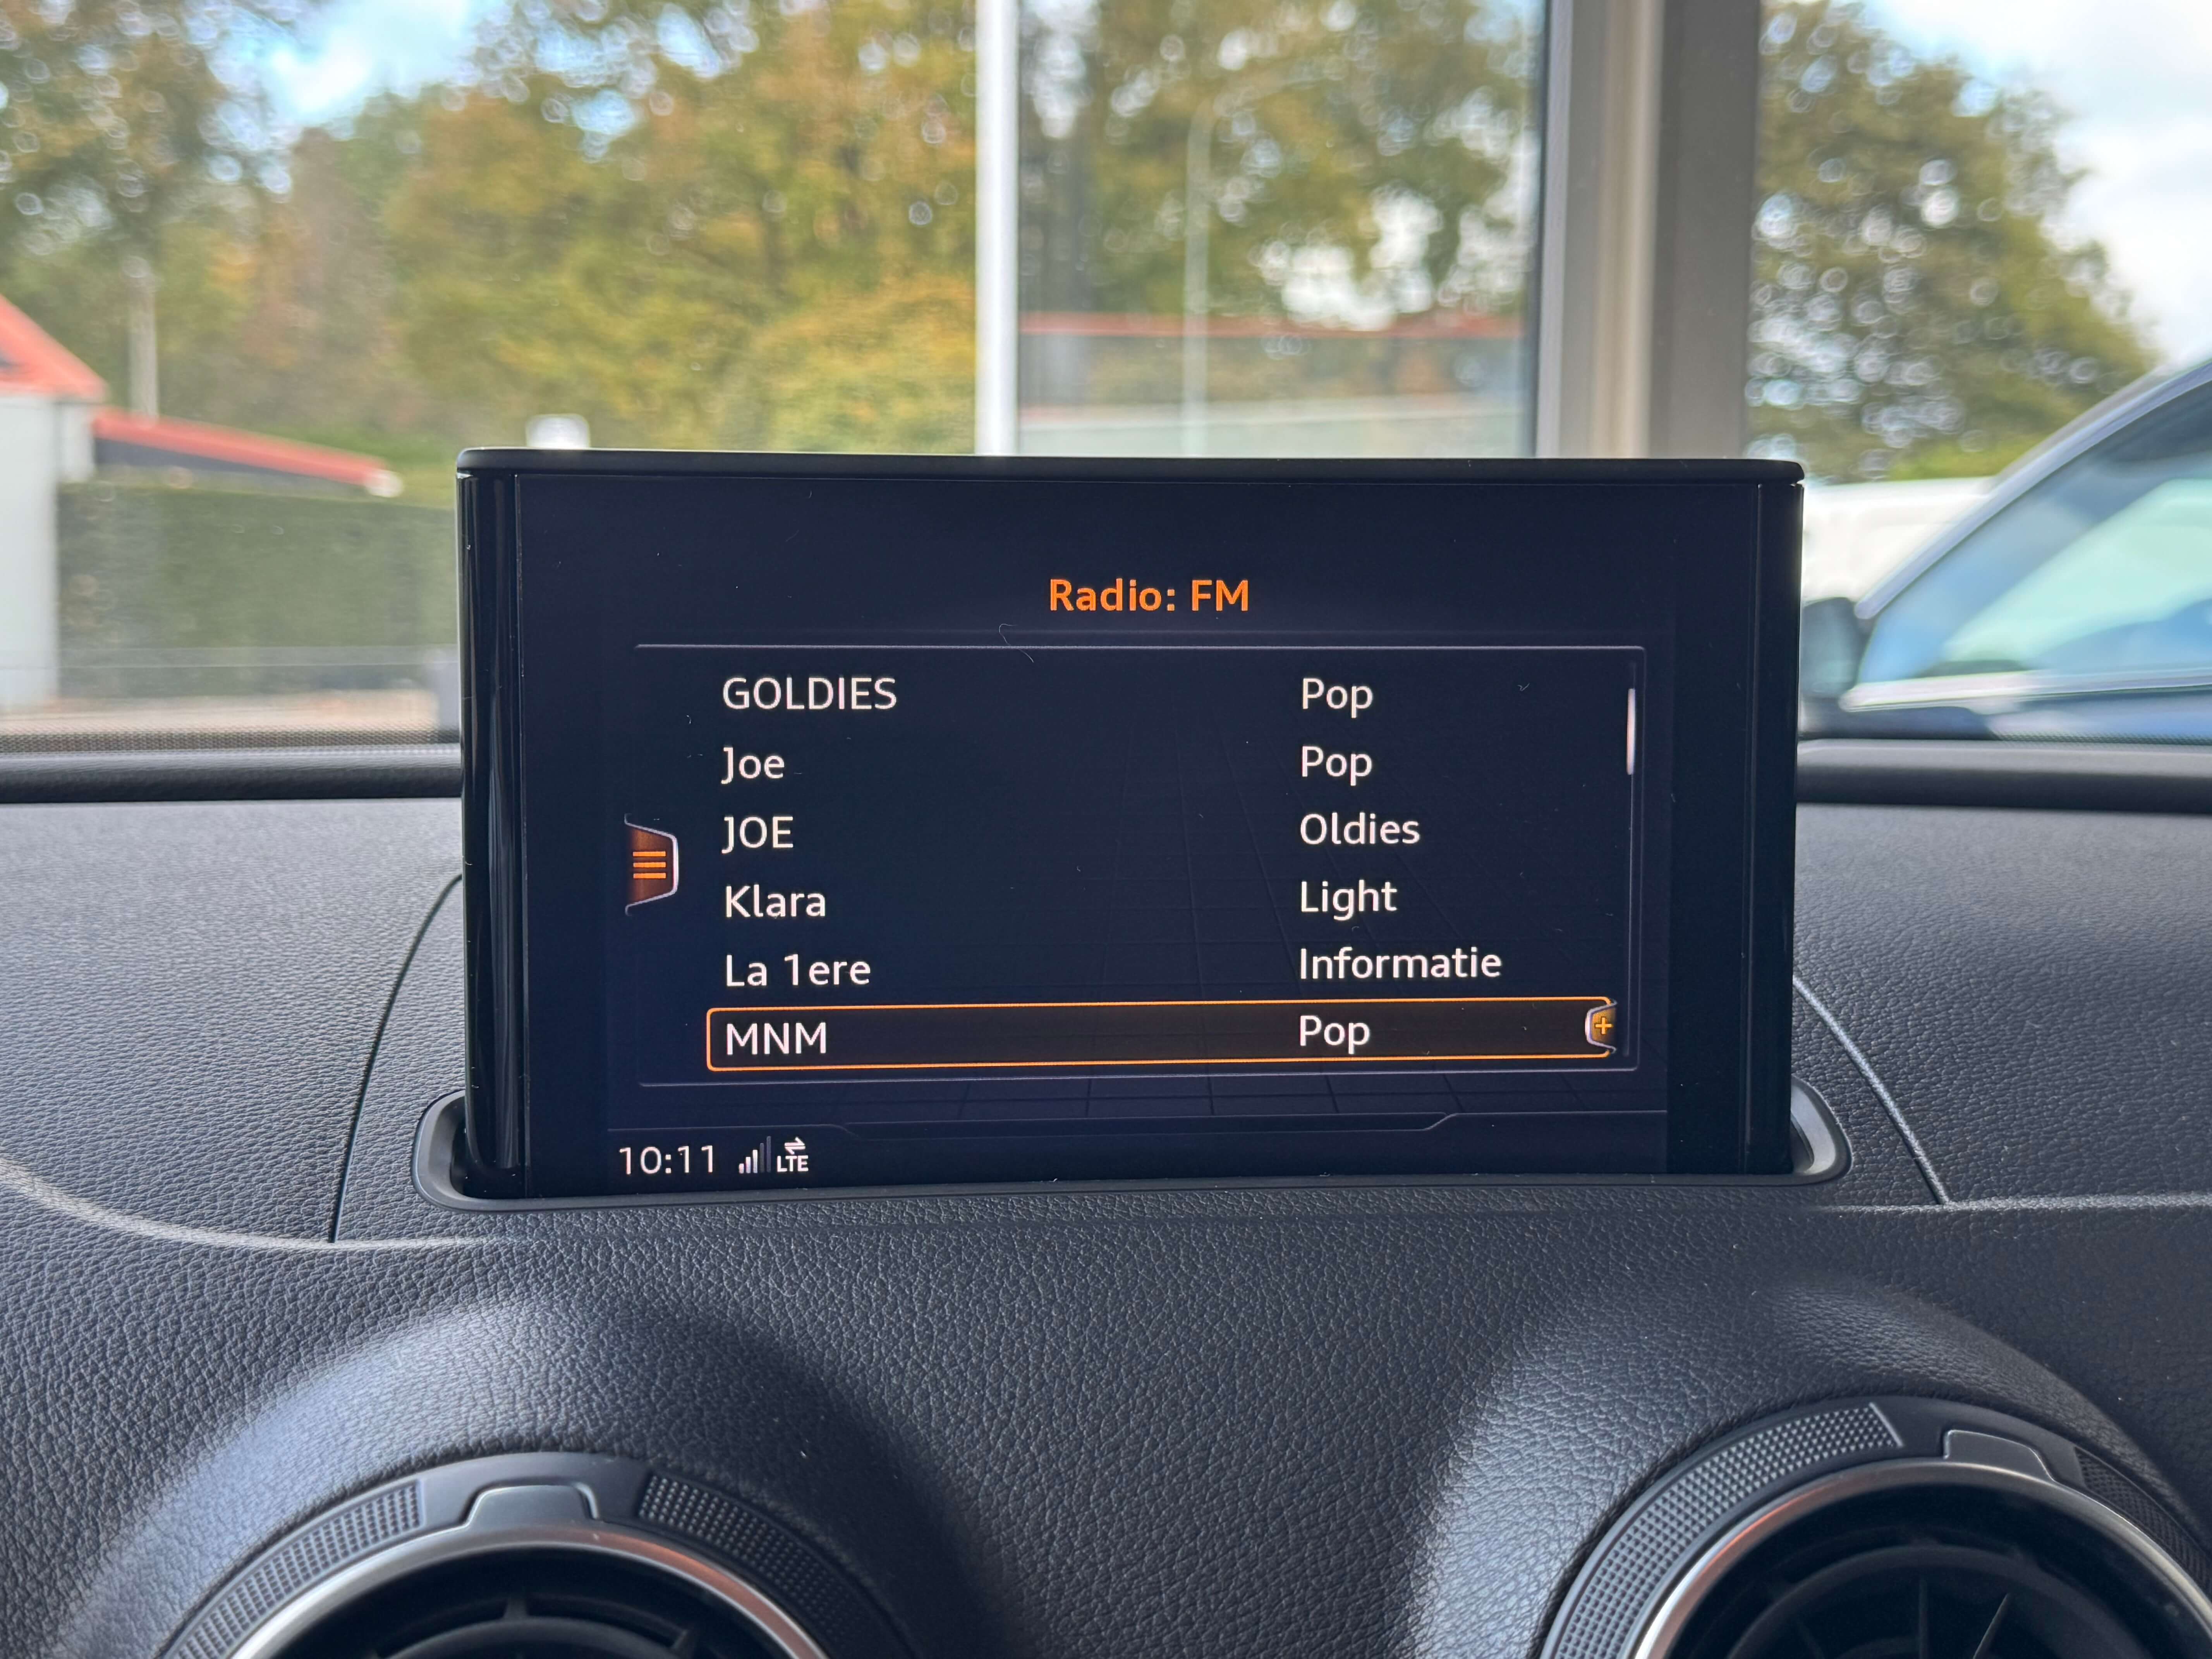 Radio: FM
GOLDIES Pop
Joe Pop
JOE Oldies
Klara Light
La 1ere Informatie
MNM Pop
10:11 LTE